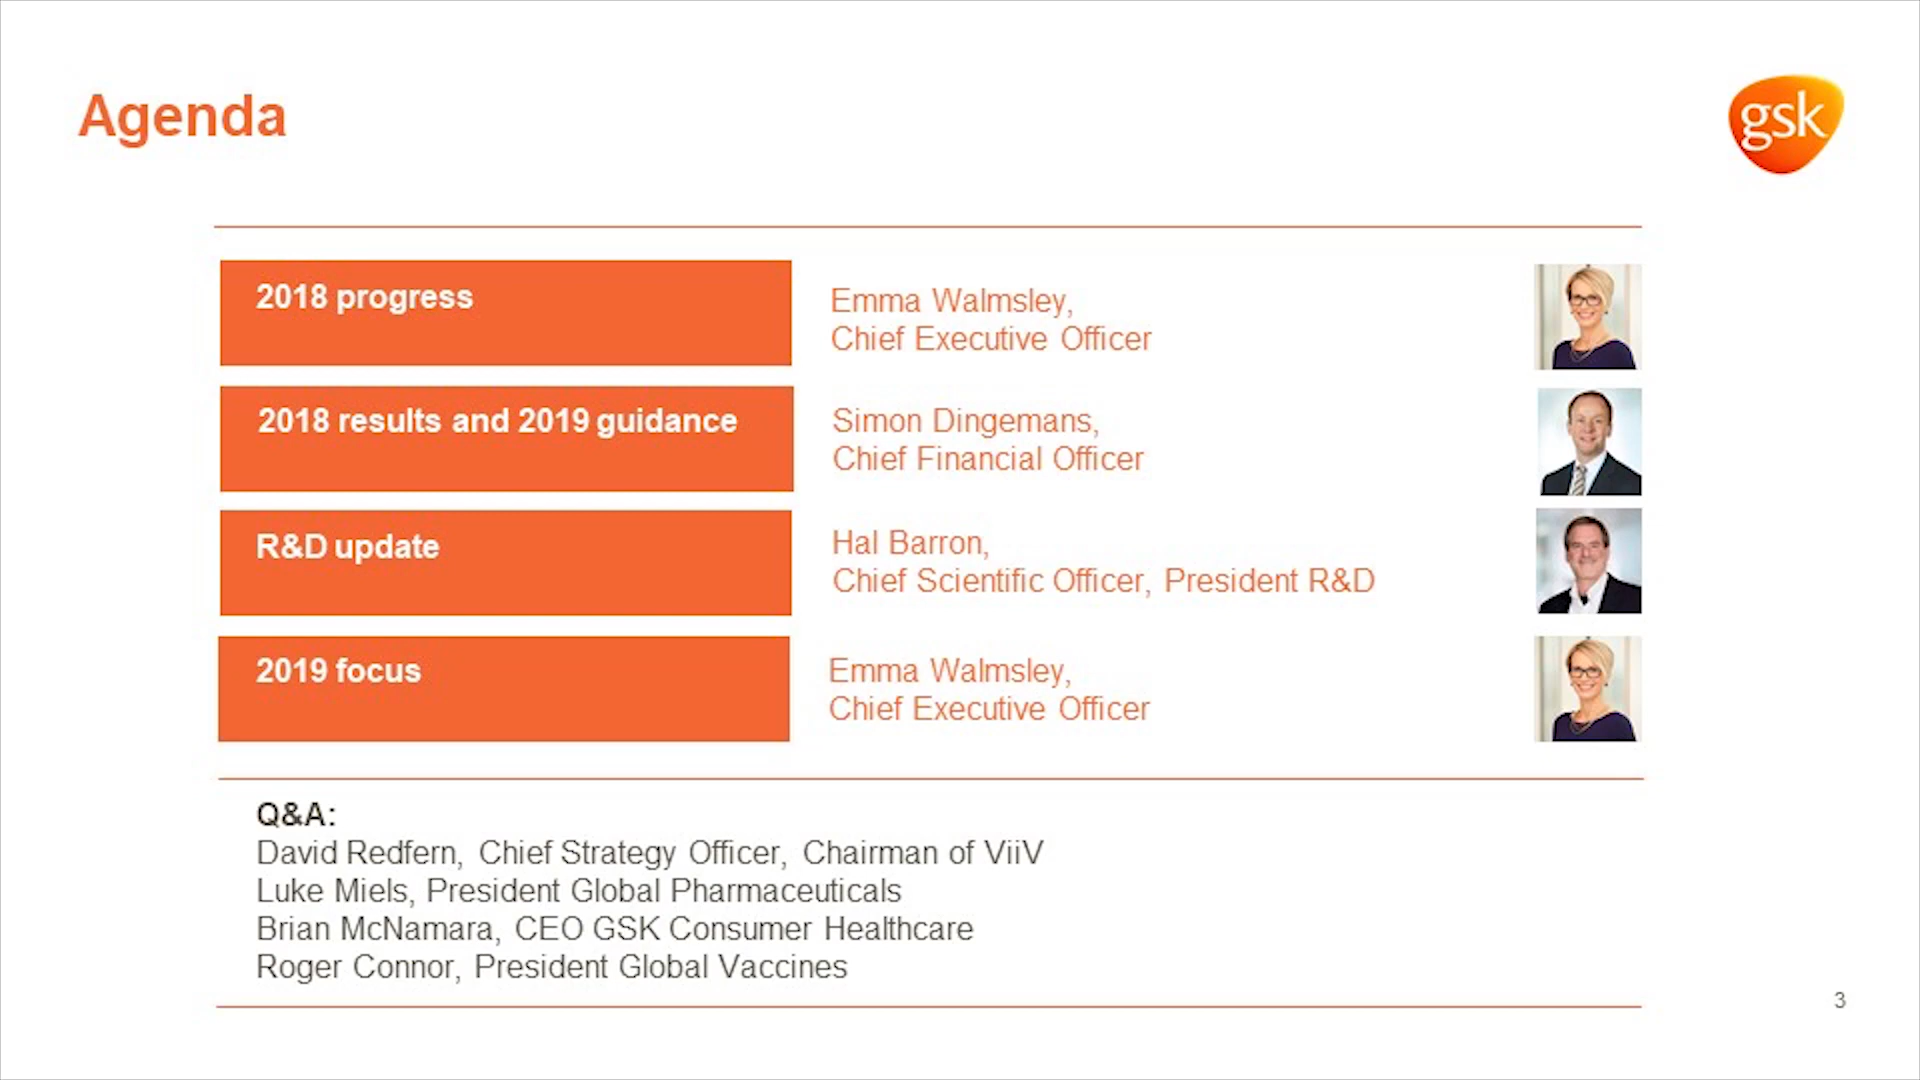 Agenda
gsk
2018 progress
Emma Walmsley,
Chief Executive Officer
2018 results and 2019 guidance
Simon Dingemans,
Chief Financial Officer
R&D update
Hal Barron,
Chief Scientific Officer, President R&D
2019 focus
Emma Walmsley,
Chief Executive Officer
Q&A:
David Redfern, Chief Strategy Officer, Chairman of ViiV
Luke Miels, President Global Pharmaceuticals
Brian McNamara, CEO GSK Consumer Healthcare
Roger Connor, President Global Vaccines
3